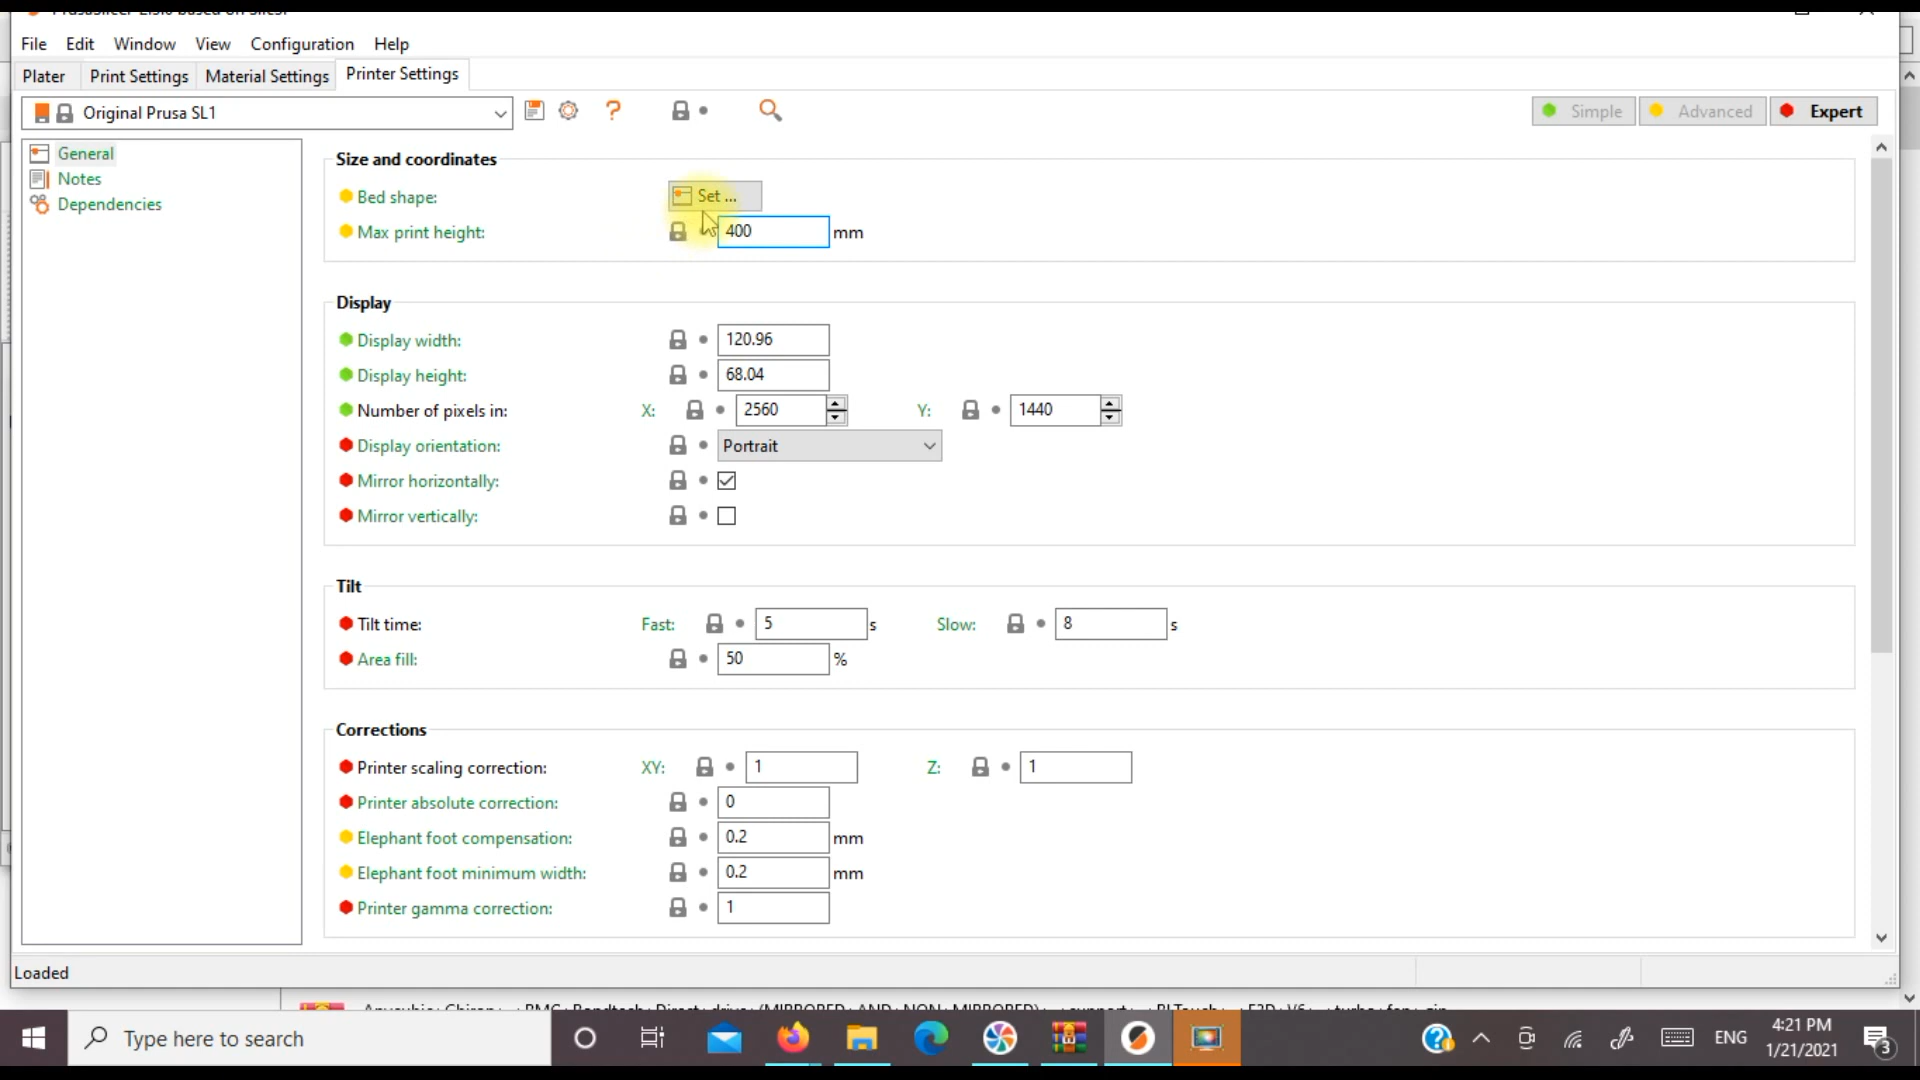 File Edit Window View Configuration Help
Plater Print Settings Material Settings Printer Settings
Original Prusa SL1 ? Simple Advanced Expert
General
Notes
Dependencies
Size and coordinates
Bed shape: Set ...
Max print height: 400 mm
Display
Display width: 120.96
Display height: 68.04
Number of pixels in: X: 2560 Y: 1440
Display orientation: Portrait
Mirror horizontally:
Mirror vertically:
Tilt
Tilt time: Fast: 5 s Slow: 8 s
Area fill: 50 %
Corrections
Printer scaling correction: XY: 1 Z: 1
Printer absolute correction: 0
Elephant foot compensation: 0.2 mm
Elephant foot minimum width: 0.2 mm
Printer gamma correction: 1
Loaded
Type here to search ENG 4:21 PM
1/21/2021 3